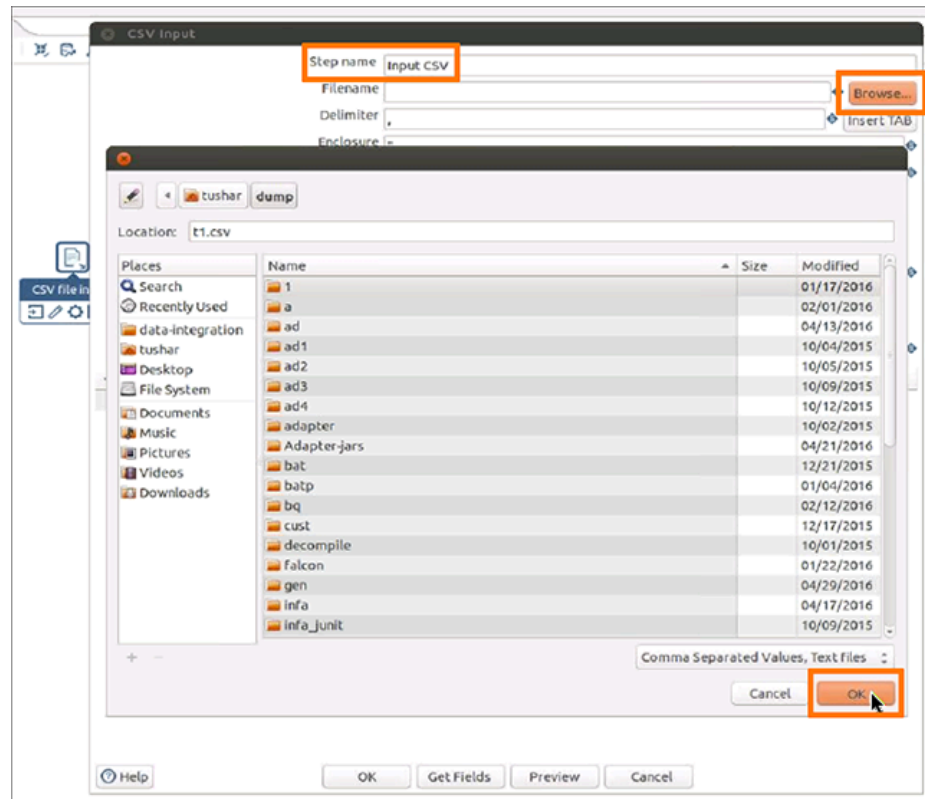 CSV Input
Step name Input CSV
Filename Browse...
Delimiter , Insert TAB
Enclosure "
tushar dump
Location: t1.csv
Places Name Size Modified
Search 1 01/17/2016
Recently Used a 02/01/2016
data-integration ad 04/13/2016
tushar ad1 10/04/2015
Desktop ad2 10/05/2015
File System ad3 10/09/2015
Documents ad4 10/12/2015
Music adapter 10/02/2015
Pictures Adapter-jars 04/21/2016
Videos bat 12/21/2015
Downloads batp 01/04/2016
bq 02/12/2016
cust 12/17/2015
decompile 10/01/2015
falcon 01/22/2016
gen 04/29/2016
infa 04/17/2016
infa_junit 10/09/2015
CSV file in
Comma Separated Values, Text files
Cancel OK
Help OK Get Fields Preview Cancel